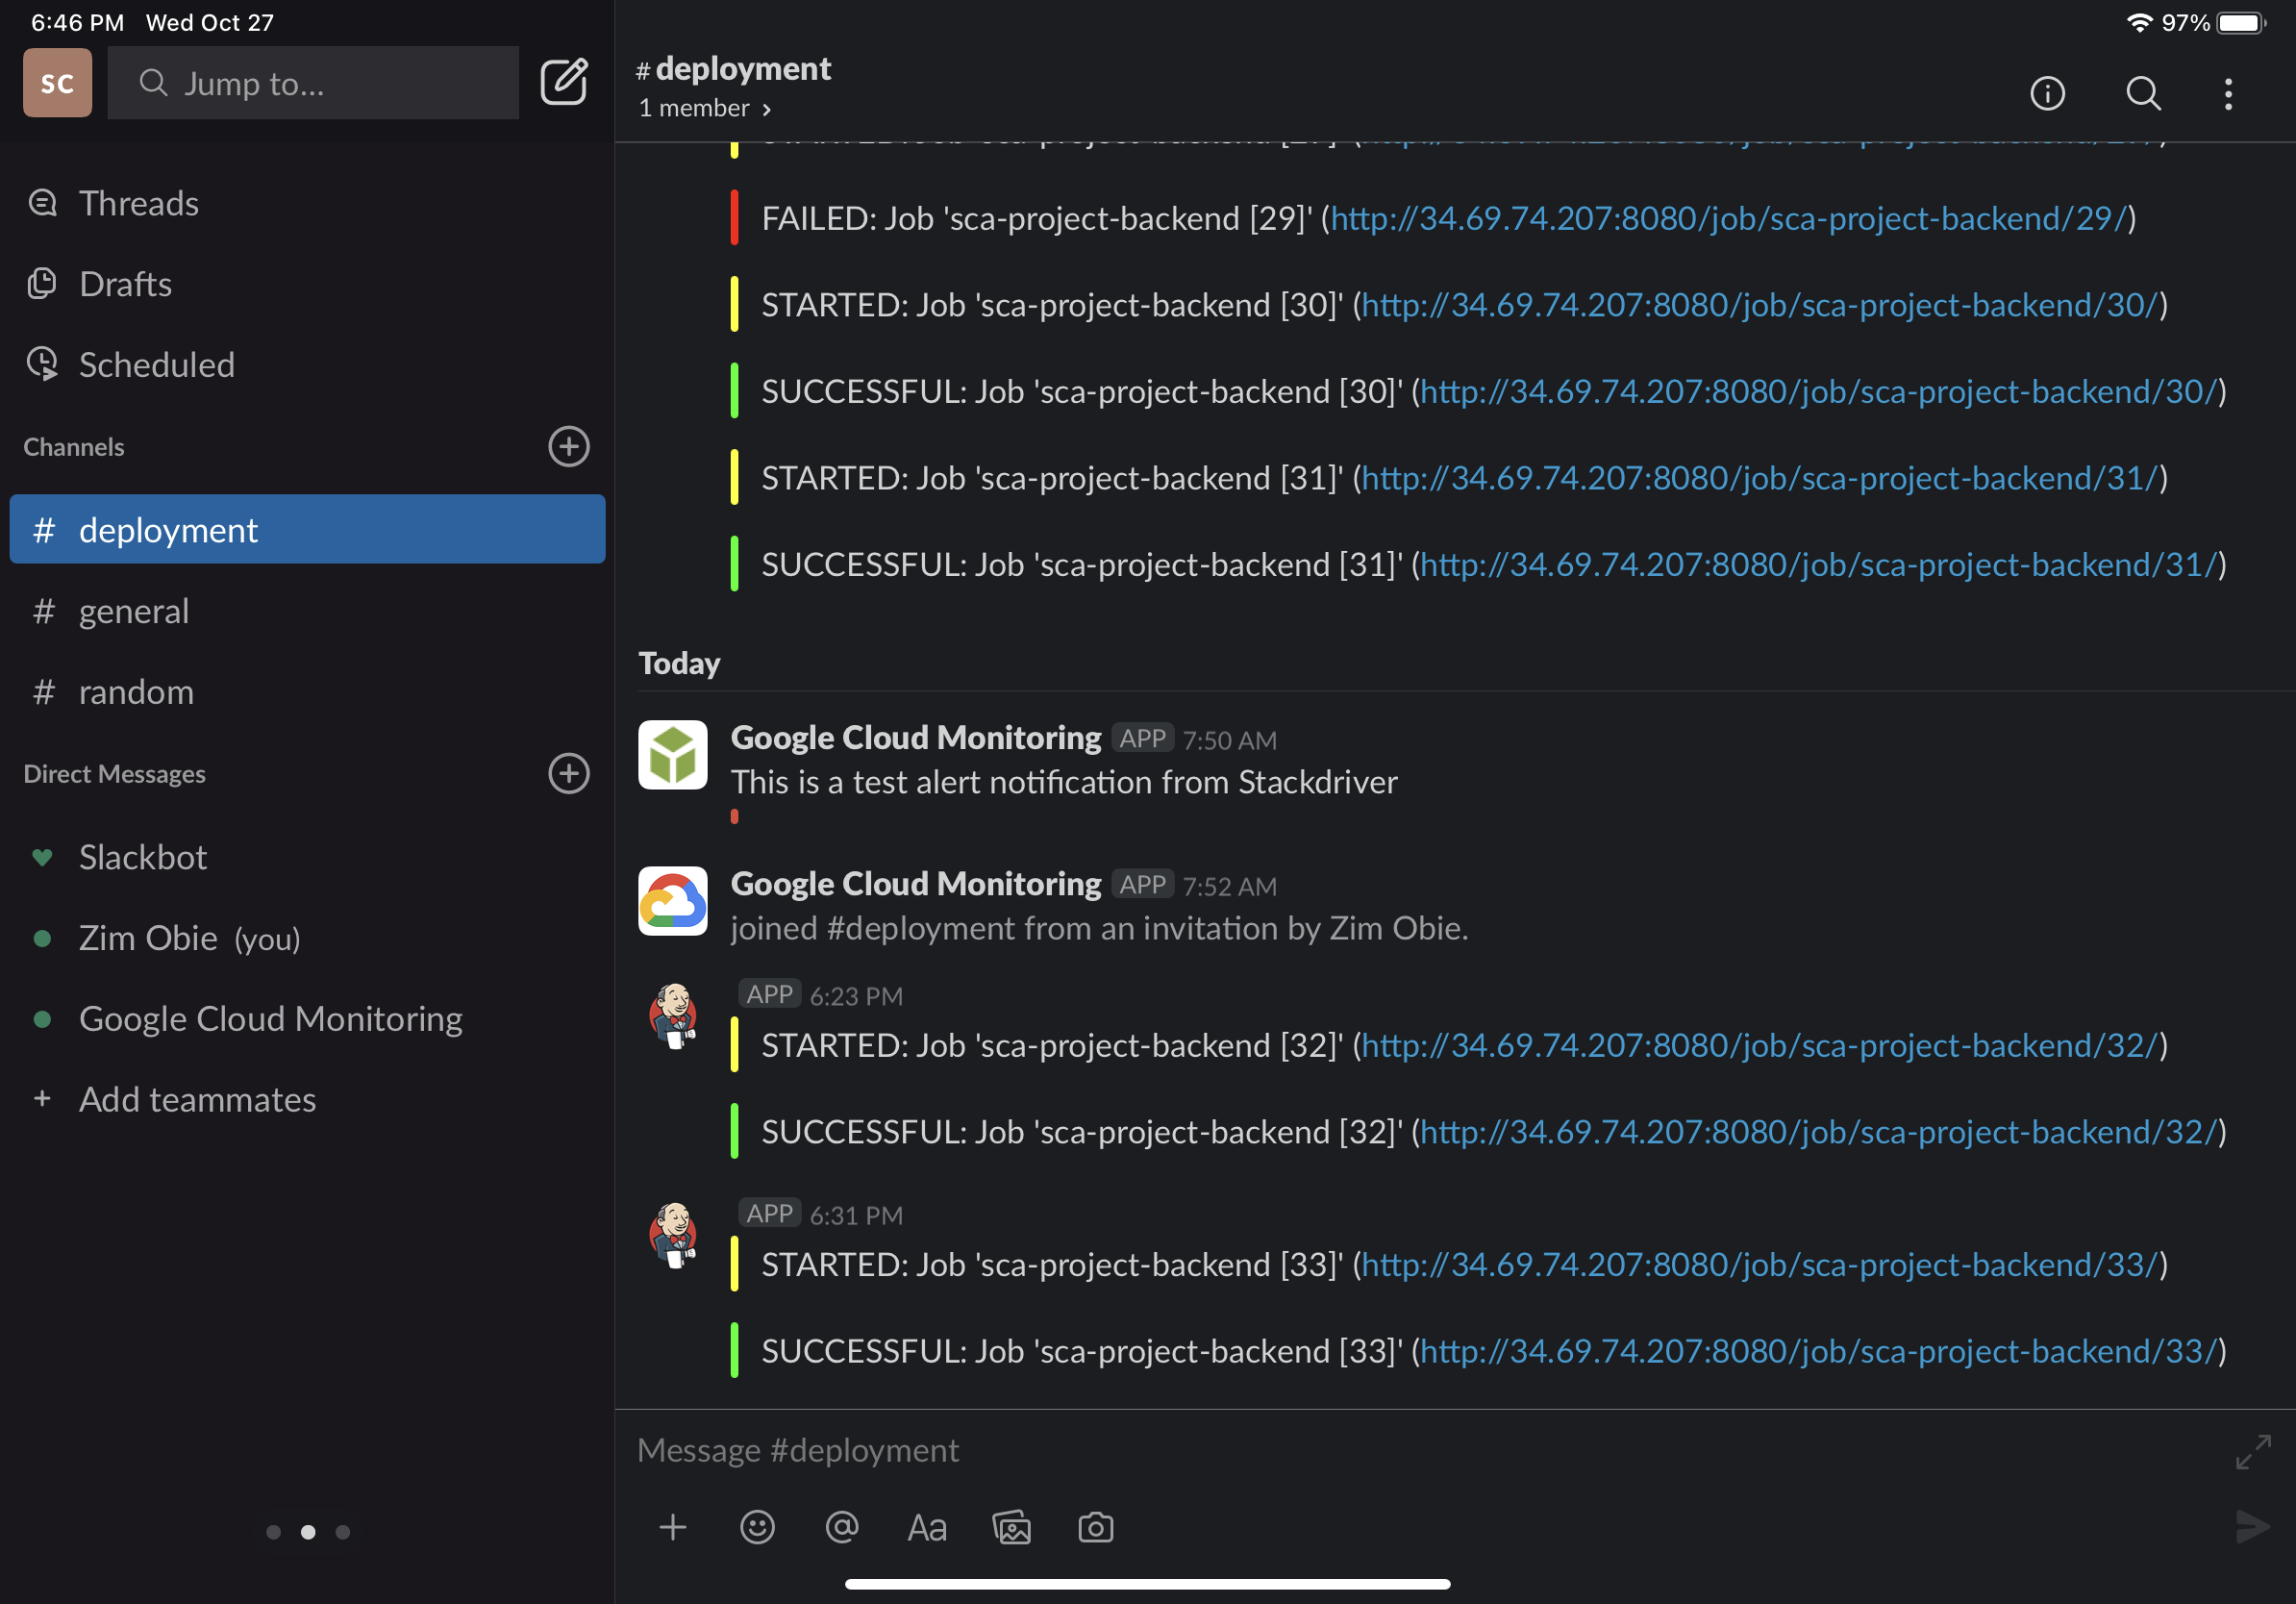 6:46 PM Wed Oct 27
97%
SC
Jump to...
Threads
Drafts
Scheduled
Channels
# deployment
# general
# random
Direct Messages
Slackbot
Zim Obie (you)
Google Cloud Monitoring
+ Add teammates
# deployment
1 member >
FAILED: Job 'sca-project-backend [29]' (http://34.69.74.207:8080/job/sca-project-backend/29/)
STARTED: Job 'sca-project-backend [30]' (http://34.69.74.207:8080/job/sca-project-backend/30/)
SUCCESSFUL: Job 'sca-project-backend [30]' (http://34.69.74.207:8080/job/sca-project-backend/30/)
STARTED: Job 'sca-project-backend [31]' (http://34.69.74.207:8080/job/sca-project-backend/31/)
SUCCESSFUL: Job 'sca-project-backend [31]' (http://34.69.74.207:8080/job/sca-project-backend/31/)
Today
Google Cloud Monitoring APP 7:50 AM
This is a test alert notification from Stackdriver
Google Cloud Monitoring APP 7:52 AM
joined #deployment from an invitation by Zim Obie.
APP 6:23 PM
STARTED: Job 'sca-project-backend [32]' (http://34.69.74.207:8080/job/sca-project-backend/32/)
SUCCESSFUL: Job 'sca-project-backend [32]' (http://34.69.74.207:8080/job/sca-project-backend/32/)
APP 6:31 PM
STARTED: Job 'sca-project-backend [33]' (http://34.69.74.207:8080/job/sca-project-backend/33/)
SUCCESSFUL: Job 'sca-project-backend [33]' (http://34.69.74.207:8080/job/sca-project-backend/33/)
Message #deployment
+ @ Aa